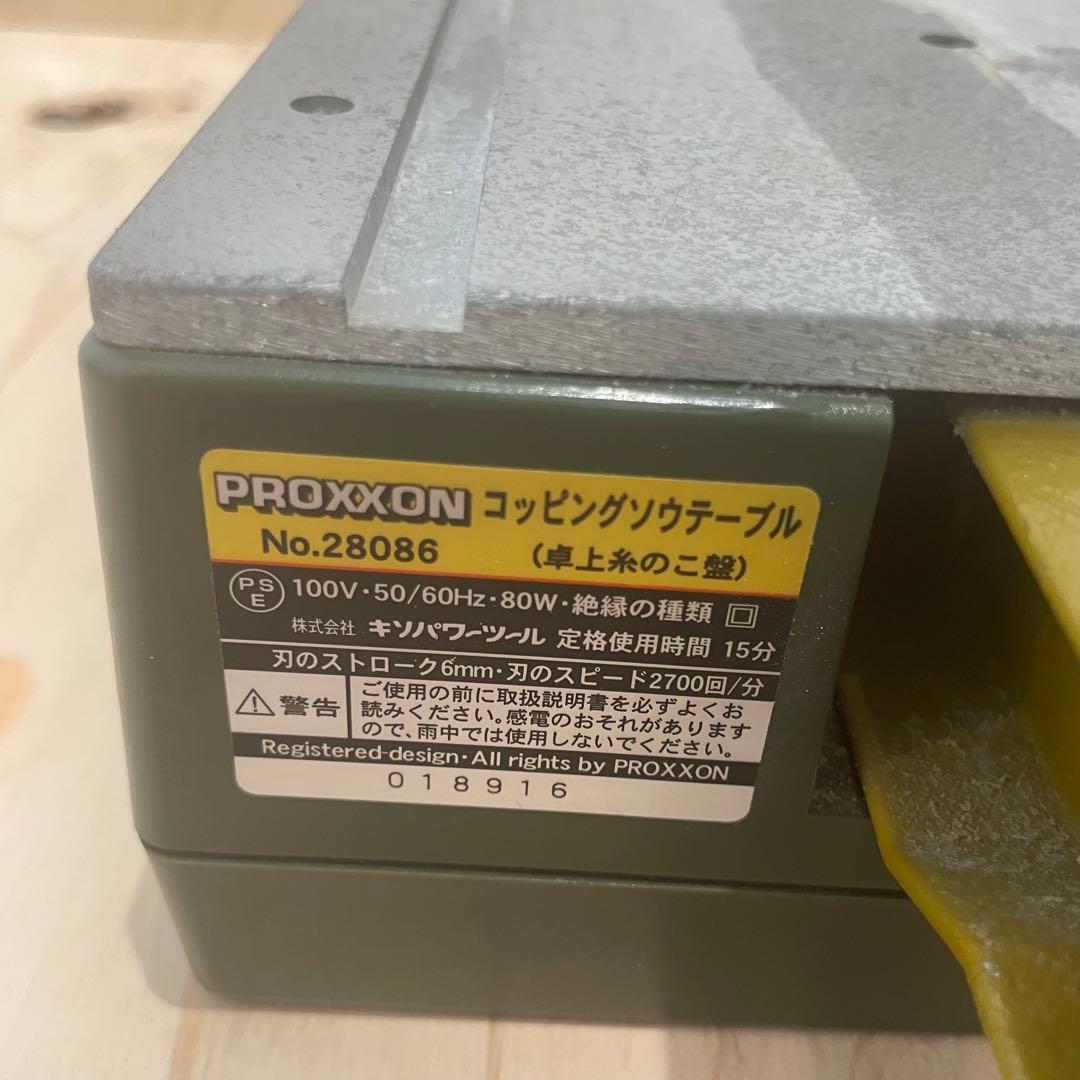 PROXXON コッピングソウテーブル
No.28086 (卓上糸のこ盤)
PSE 100V・50/60Hz・80W・絶縁の種類
株式会社 キソパワーツール 定格使用時間 15分
刃のストローク6mm・刃のスピード2700回/分
警告
ご使用の前に取扱説明書を必ずよくお
読みください。感電のおそれがあります
ので、雨中では使用しないでください。
Registered-design・All rights by PROXXON
018916